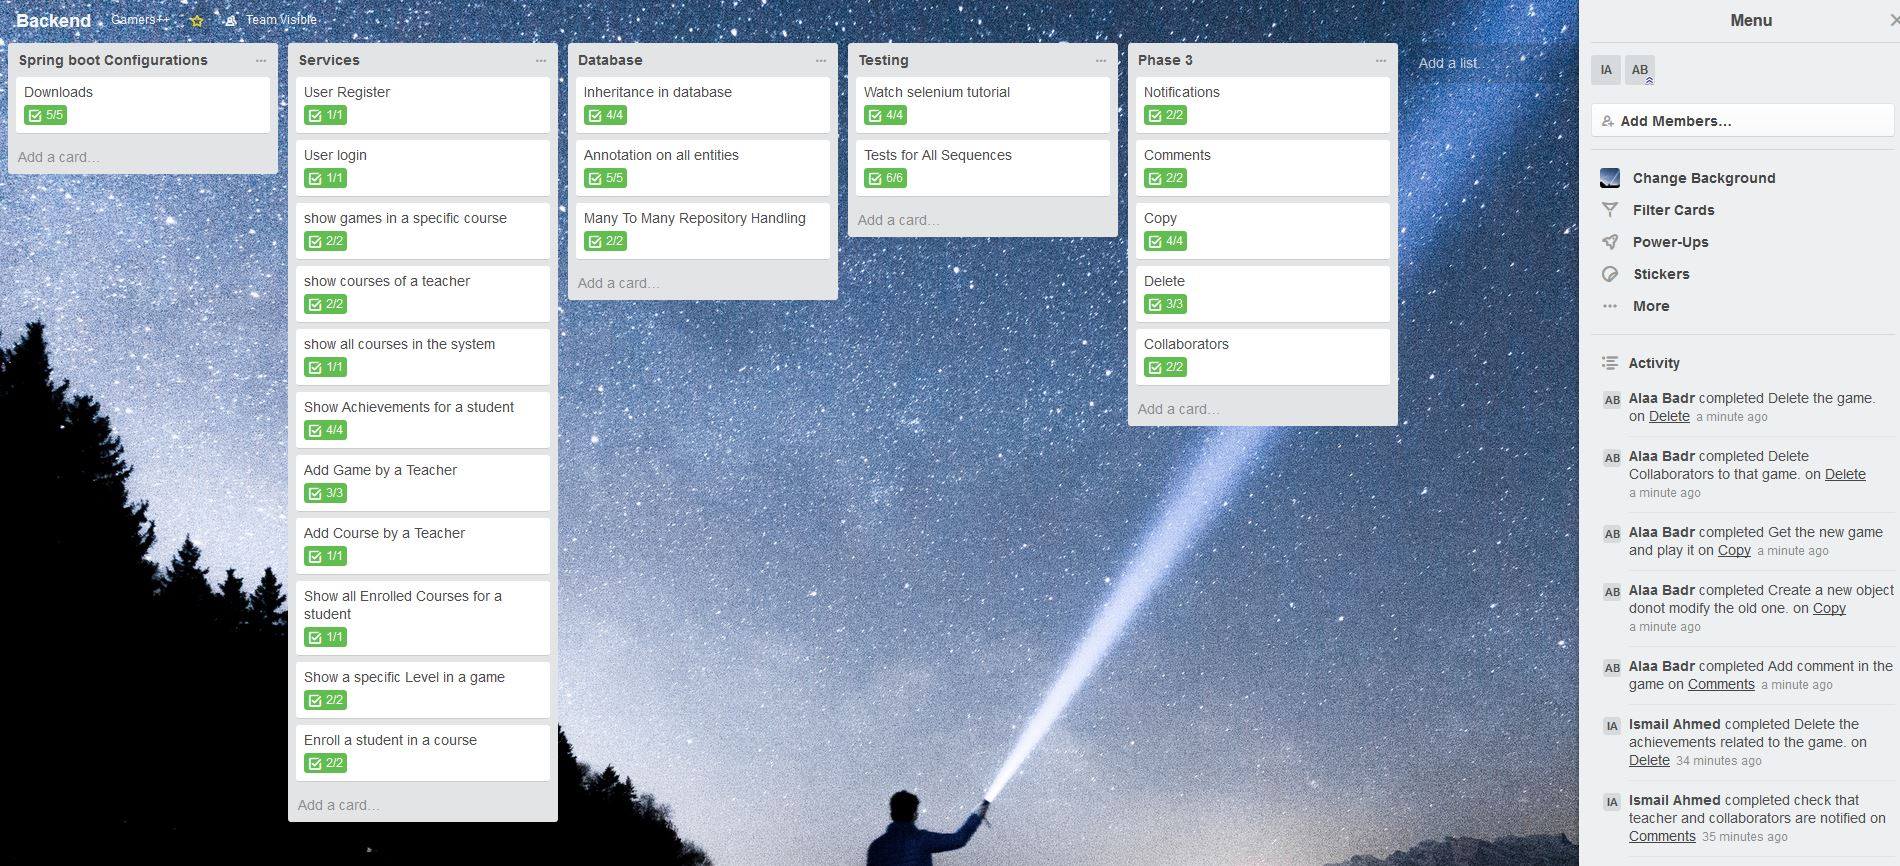 Backend Gamers++ Team Visible
Spring boot Configurations
Downloads
5/5
Add a card...
Services
User Register
1/1
User login
1/1
show games in a specific course
2/2
show courses of a teacher
2/2
show all courses in the system
1/1
Show Achievements for a student
4/4
Add Game by a Teacher
3/3
Add Course by a Teacher
1/1
Show all Enrolled Courses for a
student
1/1
Show a specific Level in a game
2/2
Enroll a student in a course
2/2
Add a card...
Database
Inheritance in database
4/4
Annotation on all entities
5/5
Many To Many Repository Handling
2/2
Add a card...
Testing
Watch selenium tutorial
4/4
Tests for All Sequences
6/6
Add a card...
Phase 3
Notifications
2/2
Comments
2/2
Copy
4/4
Delete
3/3
Collaborators
2/2
Add a card...
Add a list...
Menu
IA AB
Add Members...
Change Background
Filter Cards
Power-Ups
Stickers
More
Activity
AB Alaa Badr completed Delete the game.
on Delete a minute ago
AB Alaa Badr completed Delete
Collaborators to that game. on Delete
a minute ago
AB Alaa Badr completed Get the new game
and play it on Copy a minute ago
AB Alaa Badr completed Create a new object
donot modify the old one. on Copy
a minute ago
AB Alaa Badr completed Add comment in the
game on Comments a minute ago
IA Ismail Ahmed completed Delete the
achievements related to the game. on
Delete 34 minutes ago
IA Ismail Ahmed completed check that
teacher and collaborators are notified on
Comments 35 minutes ago